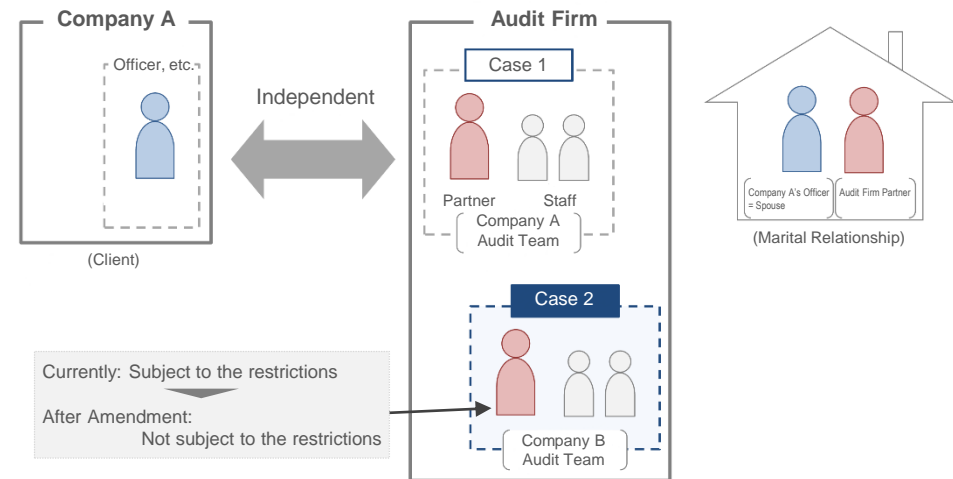 Company A
Officer, etc.
(Client)
Independent
Audit Firm
Case 1
Partner
Staff
Company A
Audit Team
Case 2
Company B
Audit Team
Currently: Subject to the restrictions
After Amendment:
Not subject to the restrictions
Company A's Officer
= Spouse
Audit Firm Partner
(Marital Relationship)